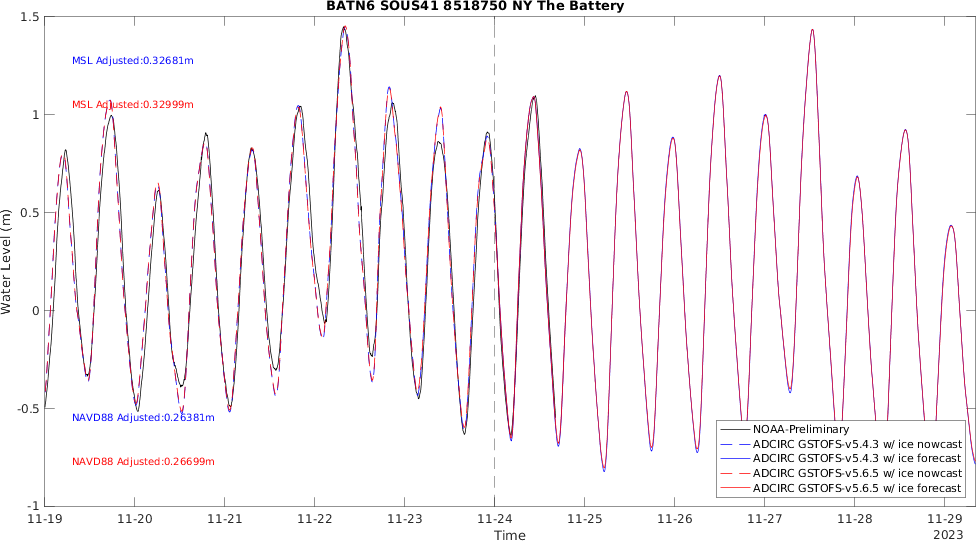 BATN6 SOUS41 8518750 NY The Battery
1.5
1
0.5
0
-0.5
-1
Water Level (m)
MSL Adjusted:0.32681m
MSL Adjusted:0.32999m
NAVD88 Adjusted:0.26381m
NAVD88 Adjusted:0.26699m
NOAA-Preliminary
ADCIRC GSTOFS-v5.4.3 w/ ice nowcast
ADCIRC GSTOFS-v5.4.3 w/ ice forecast
ADCIRC GSTOFS-v5.6.5 w/ ice nowcast
ADCIRC GSTOFS-v5.6.5 w/ ice forecast
11-19 11-20 11-21 11-22 11-23 11-24 11-25 11-26 11-27 11-28 11-29
Time
2023